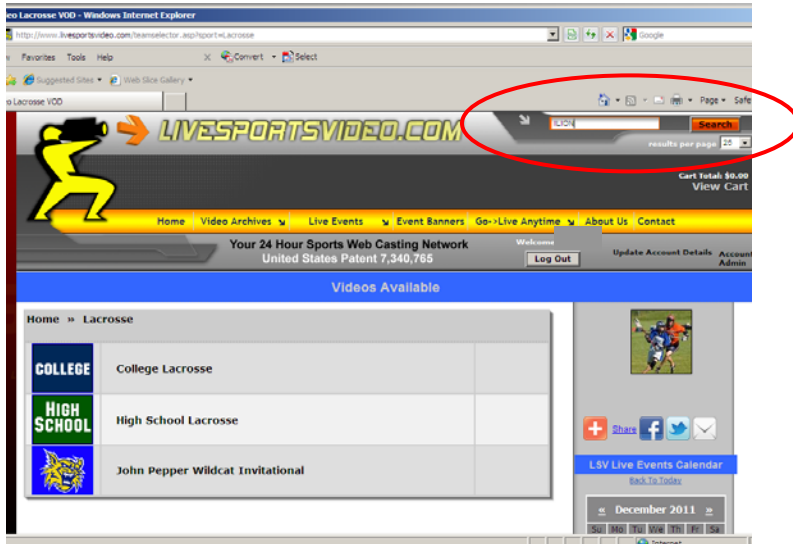 eo Lacrosse VOD - Windows Internet Explorer
http://www.livesportsvideo.com/teamselector.asp?sport=Lacrosse
Google
Favorites Tools Help
x Convert Select
Suggested Sites Web Slice Gallery
o Lacrosse VOD
Page Safe
LIVESPORTSVIDEO.COM
ILION
Search
results per page 25
Cart Total: $0.00
View Cart
Home Video Archives Live Events Event Banners Go->Live Anytime About Us Contact
Your 24 Hour Sports Web Casting Network
United States Patent 7,340,765
Welcome
Log Out
Update Account Details
Account
Admin
Videos Available
Home » Lacrosse
COLLEGE
College Lacrosse
HIGH
SCHOOL
High School Lacrosse
John Pepper Wildcat Invitational
Share
LSV Live Events Calendar
Back To Today
« December 2011 »
Su Mo Tu We Th Fr Sa
Internet